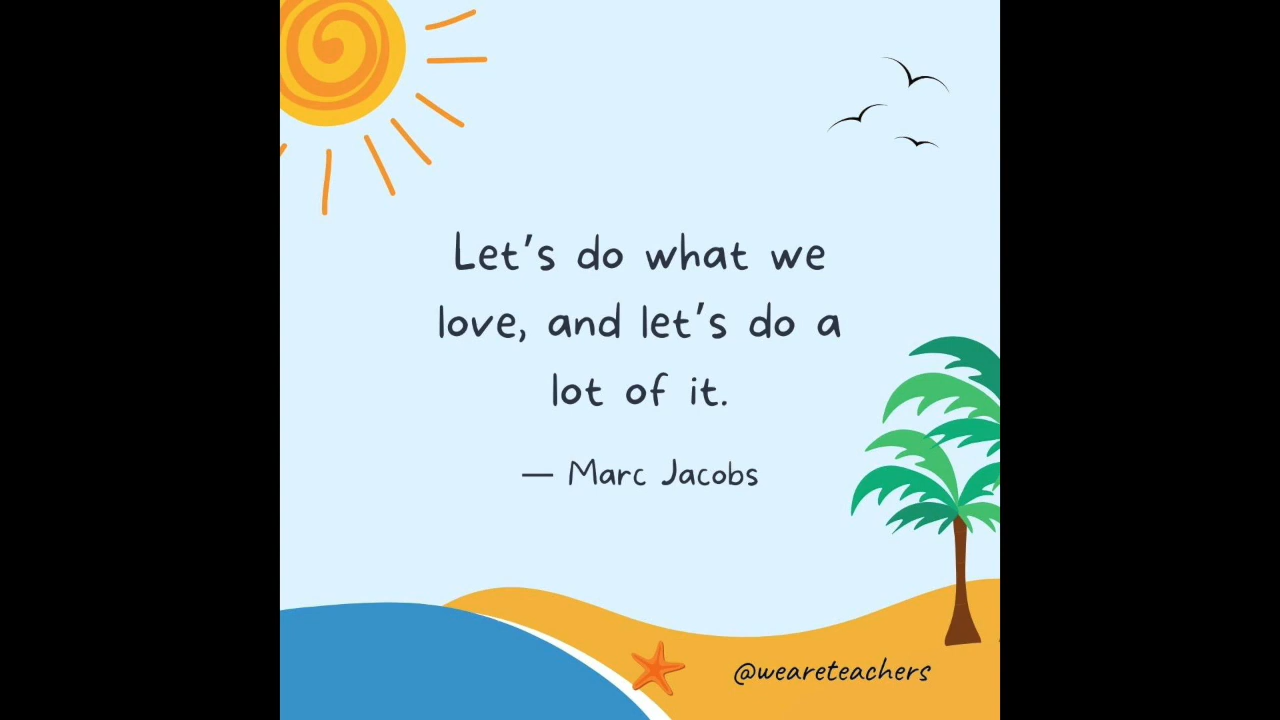 Let's do what we
love, and let's do a
lot of it.
— Marc Jacobs
@weareteachers